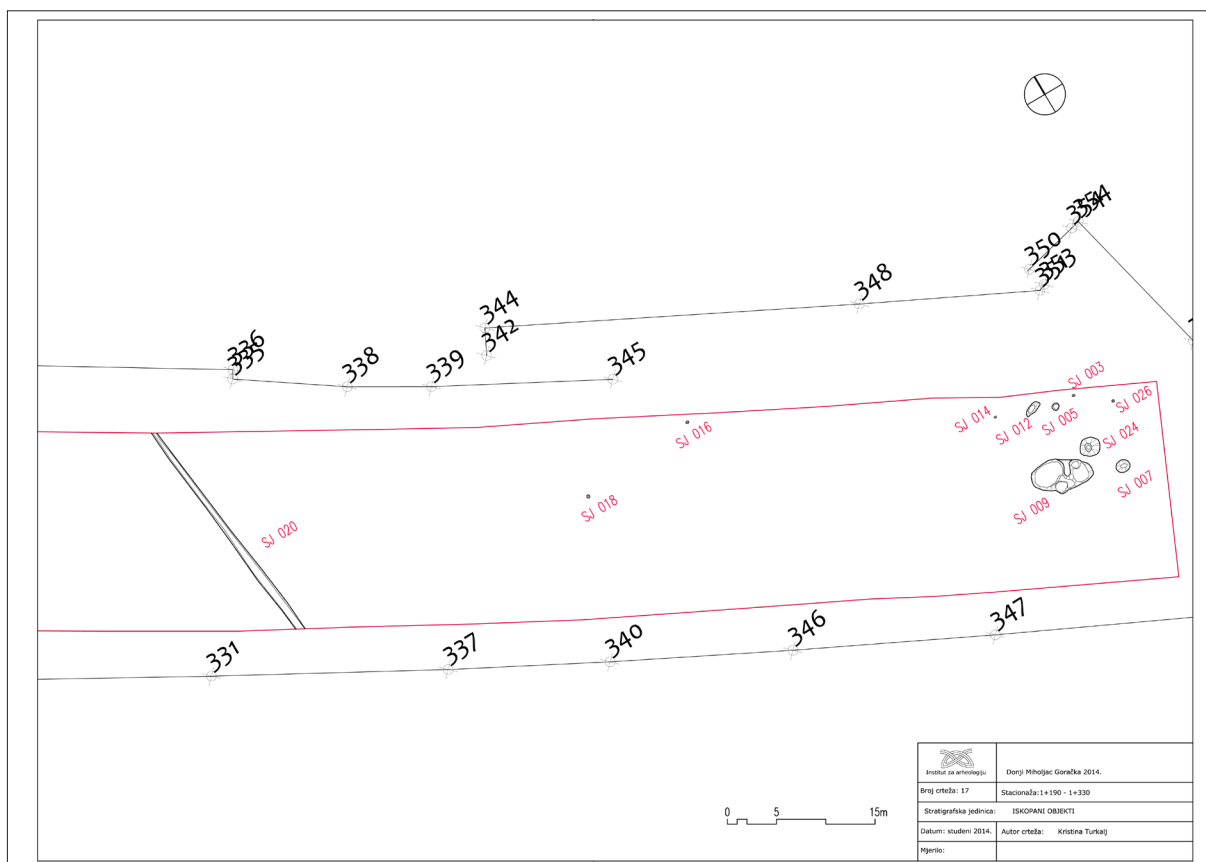 354
350
353
351
348
344
342
336
335
338
339
345
SJ 003
SJ 026
SJ 014
SJ 012
SJ 005
SJ 016
SJ 024
SJ 007
SJ 009
SJ 018
SJ 020
331
337
340
346
347
0 5 15m
Institut za arheologiju
Donji Miholjac Goračka 2014.
Broj crteža: 17
Stacionaža:1+190 - 1+330
Stratigrafska jedinica: ISKOPANI OBJEKTI
Datum: studeni 2014.
Autor crteža: Kristina Turkalj
Mjerilo: